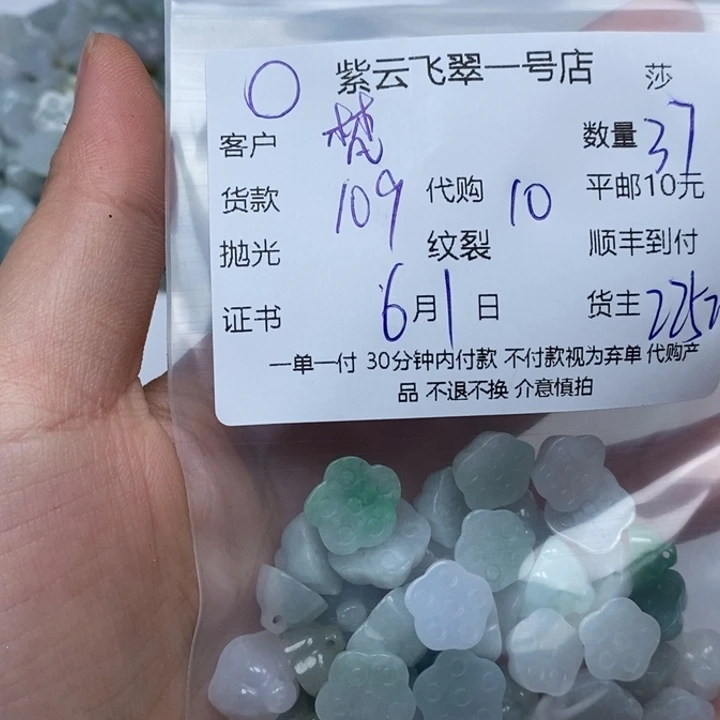 紫云飞翠一号店 莎
客户 梵 数量 37
货款 109 代购 10 平邮10元
抛光 纹裂 顺丰到付
证书 6月1日 货主 225
一单一付 30分钟内付款 不付款视为弃单 代购产
品 不退不换 介意慎拍